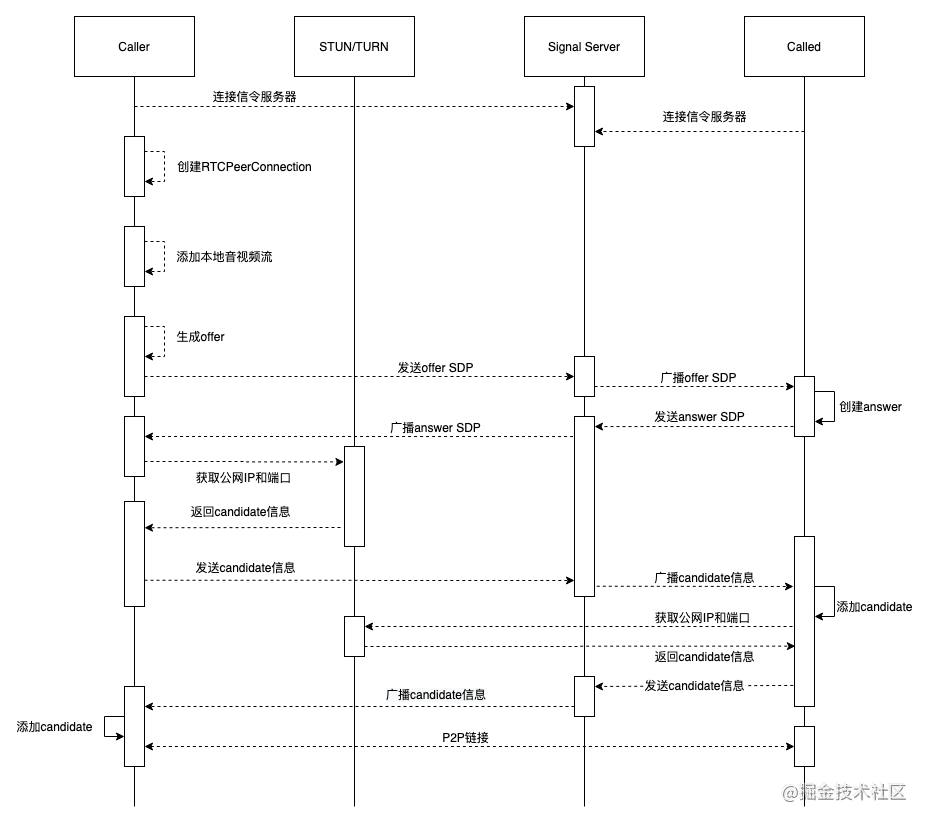 Caller
STUN/TURN
Signal Server
Called
连接信令服务器
连接信令服务器
创建RTCPeerConnection
添加本地音视频流
生成offer
发送offer SDP
广播offer SDP
创建answer
发送answer SDP
广播answer SDP
获取公网IP和端口
返回candidate信息
发送candidate信息
广播candidate信息
添加candidate
获取公网IP和端口
返回candidate信息
发送candidate信息
广播candidate信息
添加candidate
P2P链接
@掘金技术社区